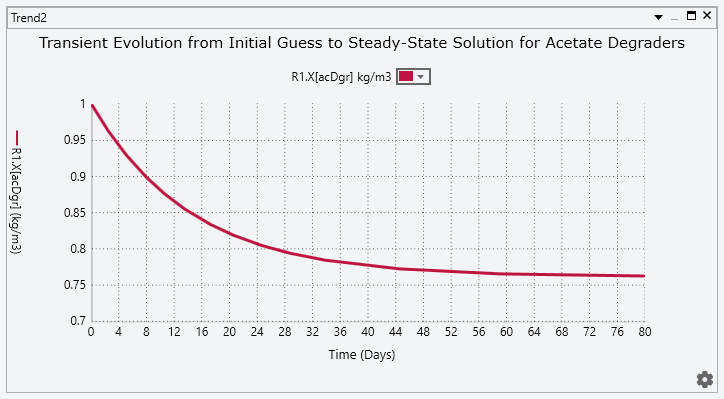 Trend2
Transient Evolution from Initial Guess to Steady-State Solution for Acetate Degraders
R1.X[acDgr] kg/m3
1
0.95
0.9
0.85
0.8
0.75
0.7
R1.X[acDgr] (kg/m3)
0 4 8 12 16 20 24 28 32 36 40 44 48 52 56 60 64 68 72 76 80
Time (Days)